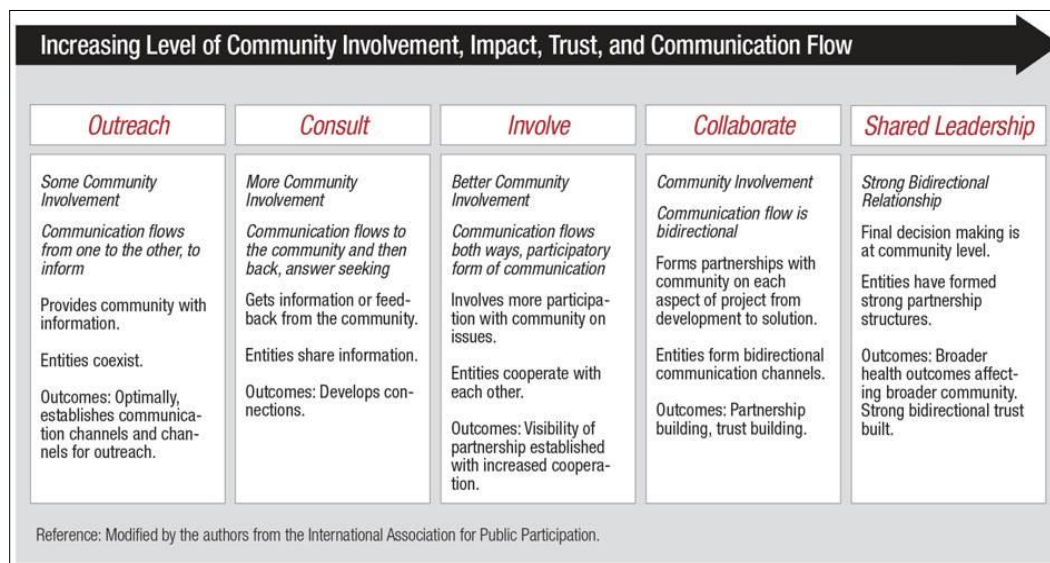 Increasing Level of Community Involvement, Impact, Trust, and Communication Flow
Outreach
Some Community
Involvement
Communication flows
from one to the other, to
inform
Provides community with
information.
Entities coexist.
Outcomes: Optimally,
establishes communica-
tion channels and chan-
nels for outreach.
Consult
More Community
Involvement
Communication flows to
the community and then
back, answer seeking
Gets information or feed-
back from the community.
Entities share information.
Outcomes: Develops con-
nections.
Involve
Better Community
Involvement
Communication flows
both ways, participatory
form of communication
Involves more participa-
tion with community on
issues.
Entities cooperate with
each other.
Outcomes: Visibility of
partnership established
with increased coopera-
tion.
Collaborate
Community Involvement
Communication flow is
bidirectional
Forms partnerships with
community on each
aspect of project from
development to solution.
Entities form bidirectional
communication channels.
Outcomes: Partnership
building, trust building.
Shared Leadership
Strong Bidirectional
Relationship
Final decision making is
at community level.
Entities have formed
strong partnership
structures.
Outcomes: Broader
health outcomes affect-
ing broader community.
Strong bidirectional trust
built.
Reference: Modified by the authors from the International Association for Public Participation.